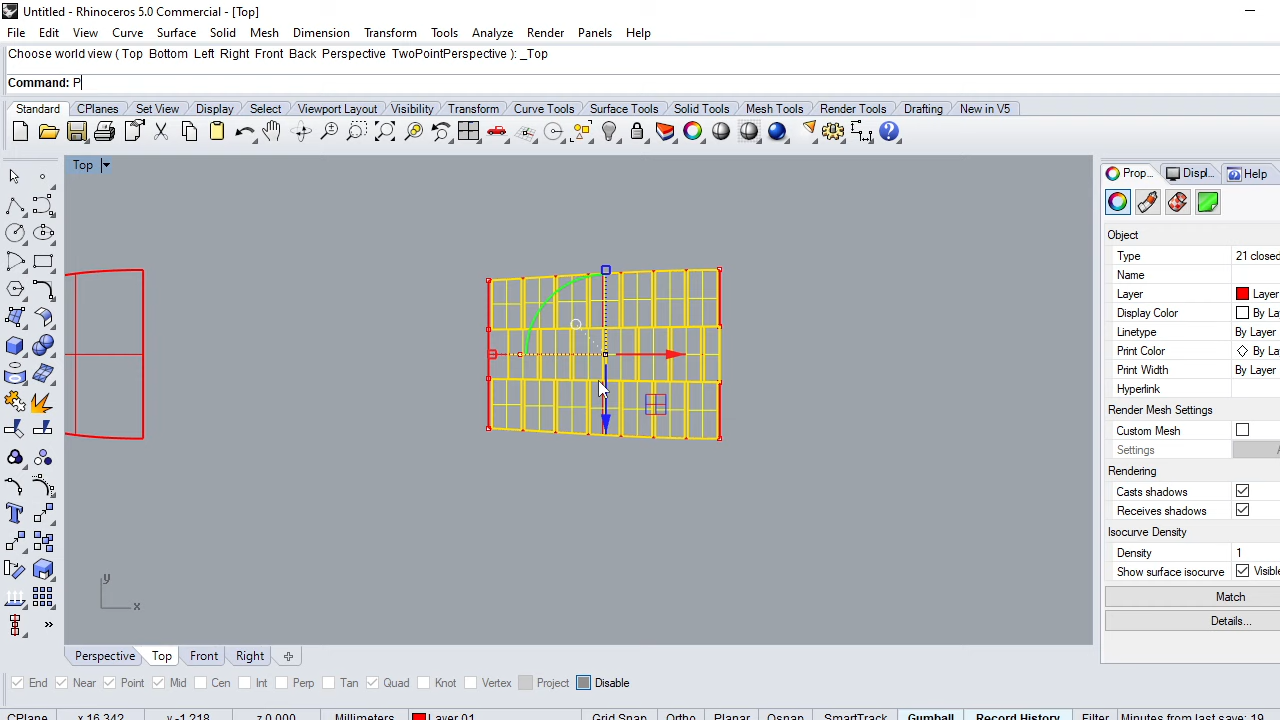 Untitled - Rhinoceros 5.0 Commercial - [Top]
File Edit View Curve Surface Solid Mesh Dimension Transform Tools Analyze Render Panels Help
Choose world view ( Top Bottom Left Right Front Back Perspective TwoPointPerspective ): _Top
Command: P
Standard CPlanes Set View Display Select Viewport Layout Visibility Transform Curve Tools Surface Tools Solid Tools Mesh Tools Render Tools Drafting New in V5
Top
Prop... Displ... Help
Object
Type 21 closed
Name
Layer Layer
Display Color By La
Linetype By Layer
Print Color By La
Print Width By Layer
Hyperlink
Render Mesh Settings
Custom Mesh
Settings
Rendering
Casts shadows
Receives shadows
Isocurve Density
Density 1
Show surface isocurve Visible
Match
Details...
y
x
Perspective Top Front Right
End Near Point Mid Cen Int Perp Tan Quad Knot Vertex Project Disable
CPlane x 16.342 y -1.218 z 0.000 Millimeters Layer 01 Grid Snap Ortho Planar Osnap SmartTrack Gumball Record History Filter Minutes from last save: 19